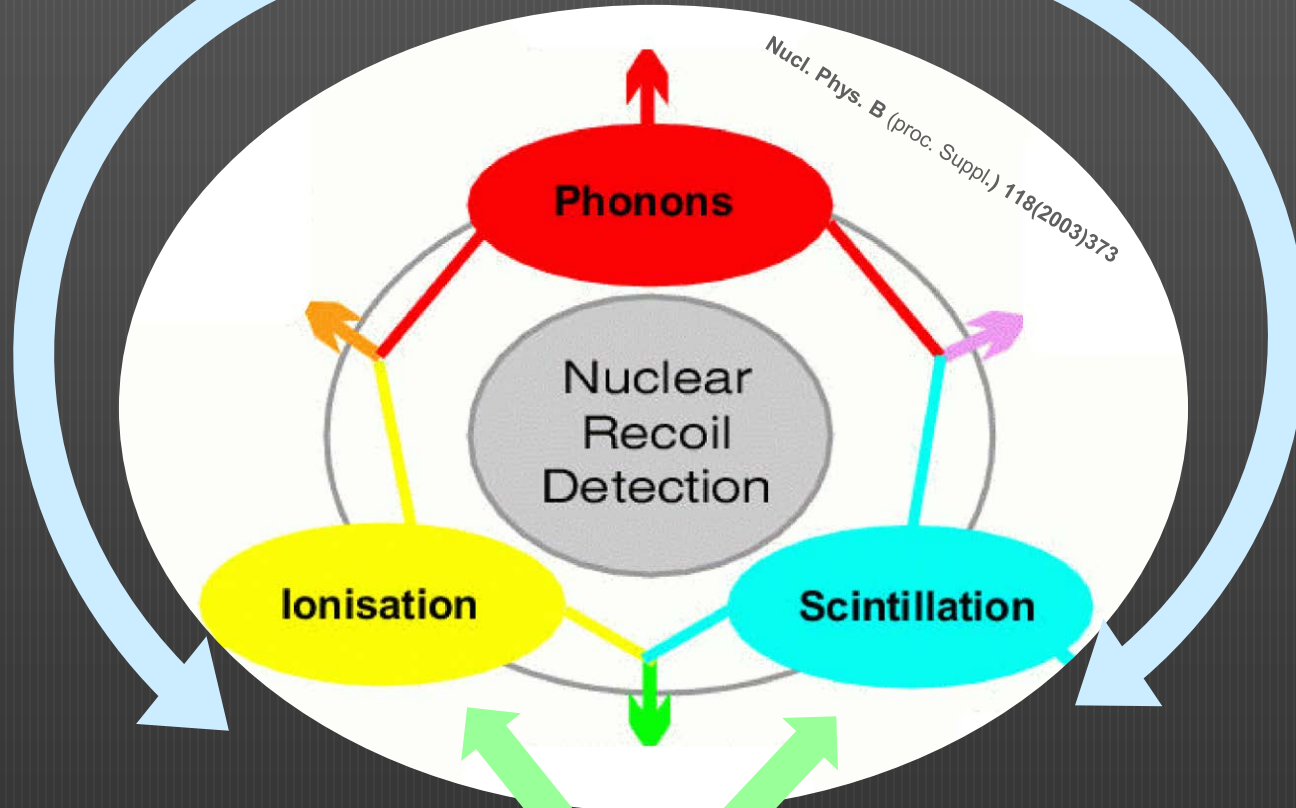 Nucl. Phys. B (proc. Suppl.) 118(2003)373
Phonons
Nuclear
Recoil
Detection
Ionisation
Scintillation